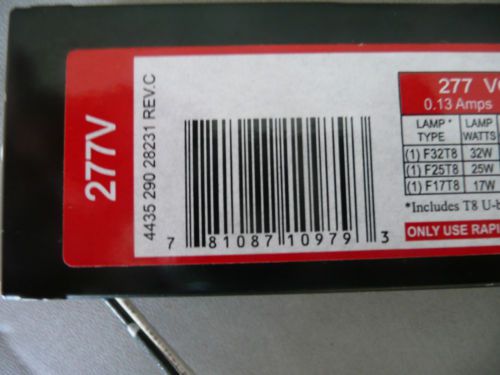 277V
4435 290 28231 REV.C
7 81087 10979 3
277 V
0.13 Amps
LAMP * LAMP
TYPE WATTS
(1) F32T8 32W
(1) F25T8 25W
(1) F17T8 17W
*Includes T8 U-b
ONLY USE RAPI